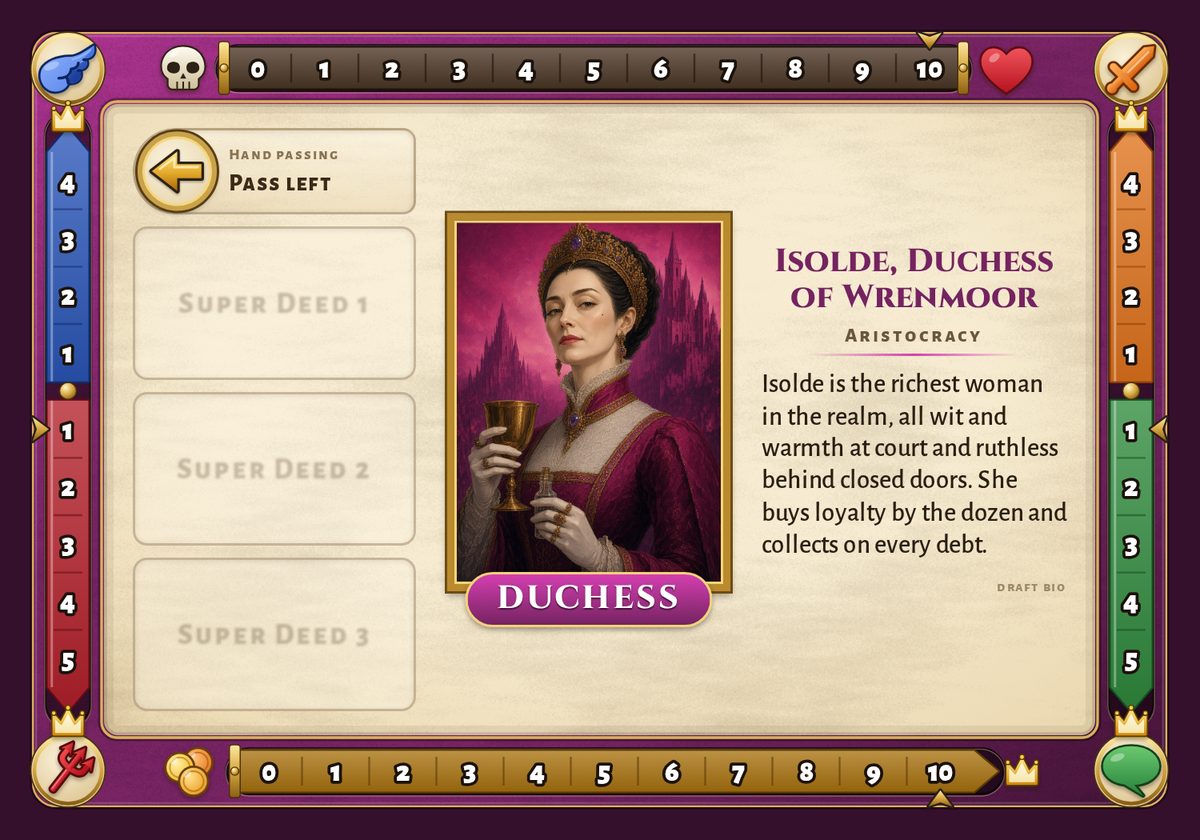 0 1 2 3 4 5 6 7 8 9 10
4
3
2
1
1
2
3
4
5
Hand passing
Pass left
Super Deed 1
Super Deed 2
Super Deed 3
DUCHESS
Isolde, Duchess
of Wrenmoor
Aristocracy
Isolde is the richest woman
in the realm, all wit and
warmth at court and ruthless
behind closed doors. She
buys loyalty by the dozen and
collects on every debt.
DRAFT BIO
4
3
2
1
1
2
3
4
5
0 1 2 3 4 5 6 7 8 9 10